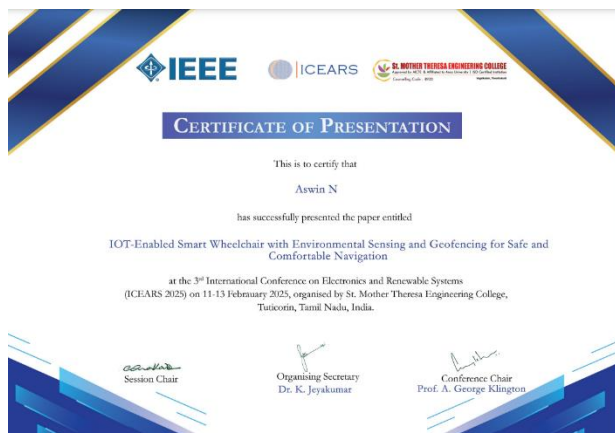 IEEE
ICEARS
St. MOTHER THERESA ENGINEERING COLLEGE
Counselling Code
CERTIFICATE OF PRESENTATION
This is to certify that
Aswin N
has successfully presented the paper entitled
IOT-Enabled Smart Wheelchair with Environmental Sensing and Geofencing for Safe and
Comfortable Navigation
at the 3rd International Conference on Electronics and Renewable Systems
(ICEARS 2025) on 11-13 February 2025, organised by St. Mother Theresa Engineering College,
Tuticorin, Tamil Nadu, India.
Session Chair
Organising Secretary
Dr. K. Jeyakumar
Conference Chair
Prof. A. George Klington